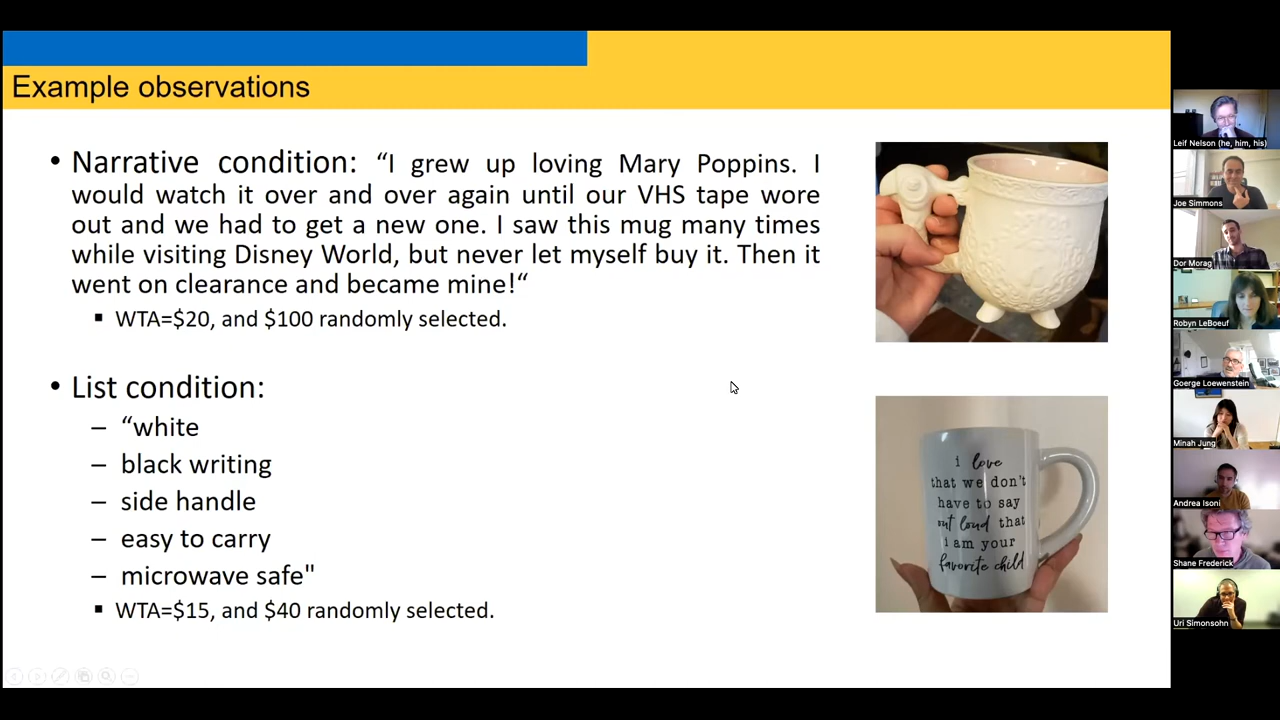 Example observations
• Narrative condition: “I grew up loving Mary Poppins. I
would watch it over and over again until our VHS tape wore
out and we had to get a new one. I saw this mug many times
while visiting Disney World, but never let myself buy it. Then it
went on clearance and became mine!“
▪ WTA=$20, and $100 randomly selected.
• List condition:
– “white
– black writing
– side handle
– easy to carry
– microwave safe"
▪ WTA=$15, and $40 randomly selected.
i love
that we don't
have to say
out loud that
i am your
favorite child
Leif Nelson (he, him, his)
Joe Simmons
Dor Morag
Robyn LeBoeuf
Goerge Loewenstein
Minah Jung
Andrea Isoni
Shane Frederick
Uri Simonsohn